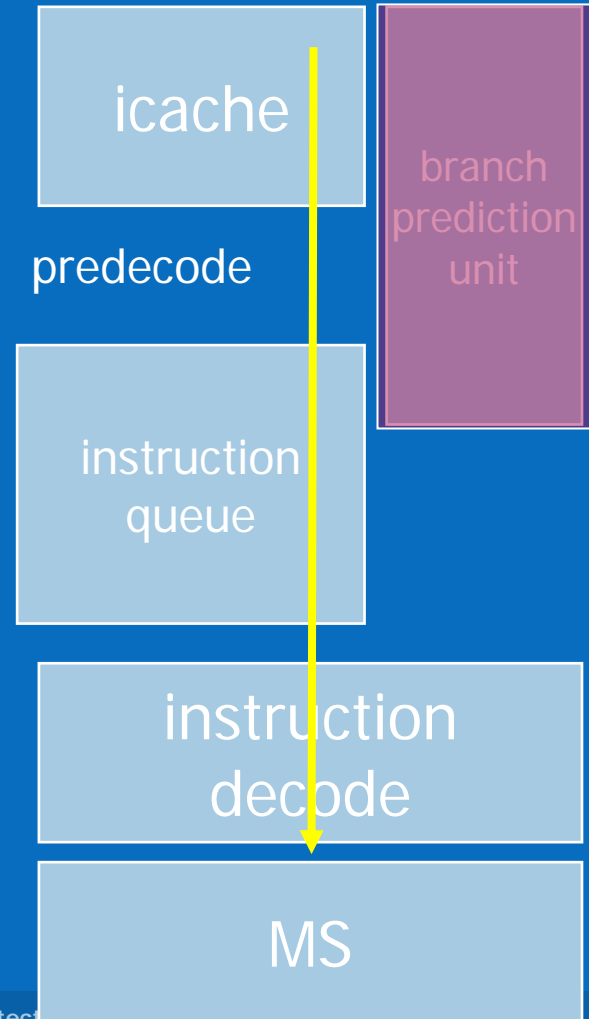 icache
branch
prediction
unit
predecode
instruction
queue
instruction
decode
MS